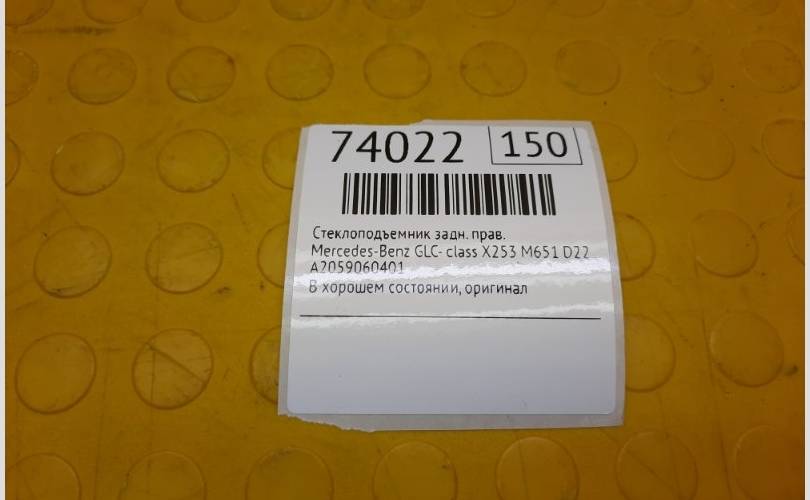 74022 150
Стеклоподъемник задн. прав.
Mercedes-Benz GLC- class X253 M651 D22
A2059060401
В хорошем состоянии, оригинал